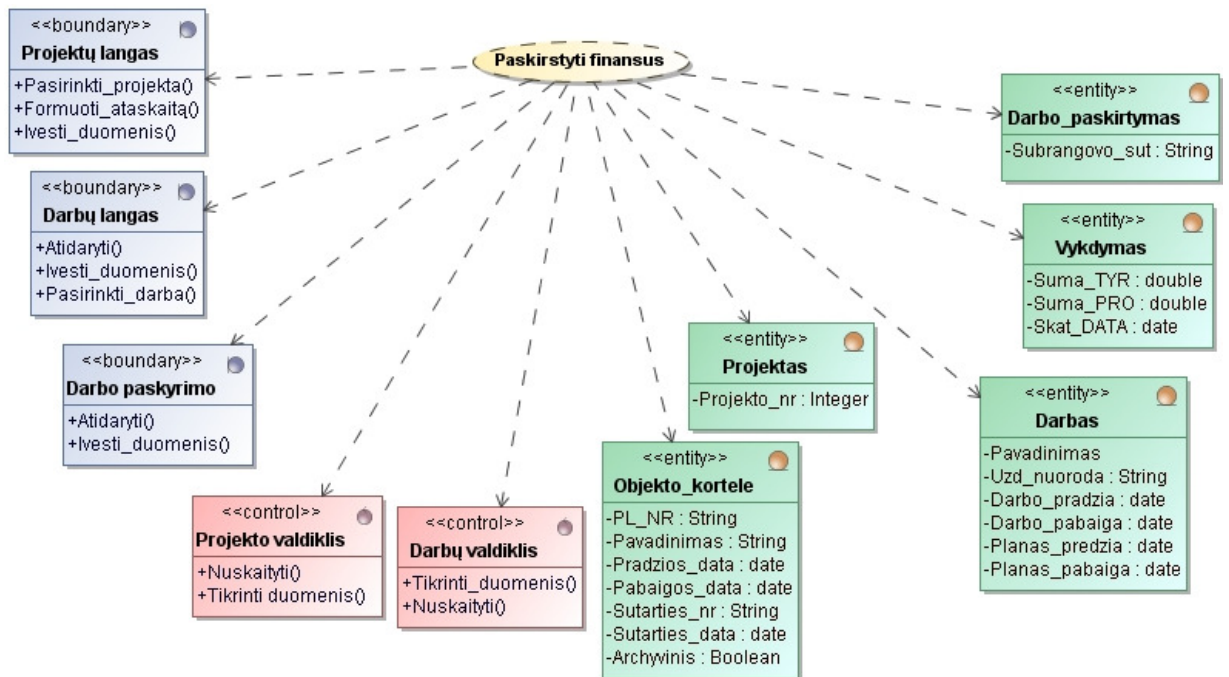 Paskirstyti finansus
<<boundary>>
Projektų langas
+Pasirinkti_projekta()
+Formuoti_ataskaitą()
+Ivesti_duomenis()
<<boundary>>
Darbų langas
+Atidaryti()
+Ivesti_duomenis()
+Pasirinkti_darba()
<<boundary>>
Darbo paskyrimo
+Atidaryti()
+Ivesti_duomenis()
<<control>>
Projekto valdiklis
+Nuskaityti()
+Tikrinti duomenis()
<<control>>
Darbų valdiklis
+Tikrinti_duomenis()
+Nuskaityti()
<<entity>>
Objekto_kortele
-PL_NR : String
-Pavadinimas : String
-Pradzios_data : date
-Pabaigos_data : date
-Sutarties_nr : String
-Sutarties_data : date
-Archyvinis : Boolean
<<entity>>
Projektas
-Projekto_nr : Integer
<<entity>>
Darbo_paskirtymas
-Subrangovo_sut : String
<<entity>>
Vykdymas
-Suma_TYR : double
-Suma_PRO : double
-Skat_DATA : date
<<entity>>
Darbas
-Pavadinimas
-Uzd_nuoroda : String
-Darbo_pradzia : date
-Darbo_pabaiga : date
-Planas_predzia : date
-Planas_pabaiga : date